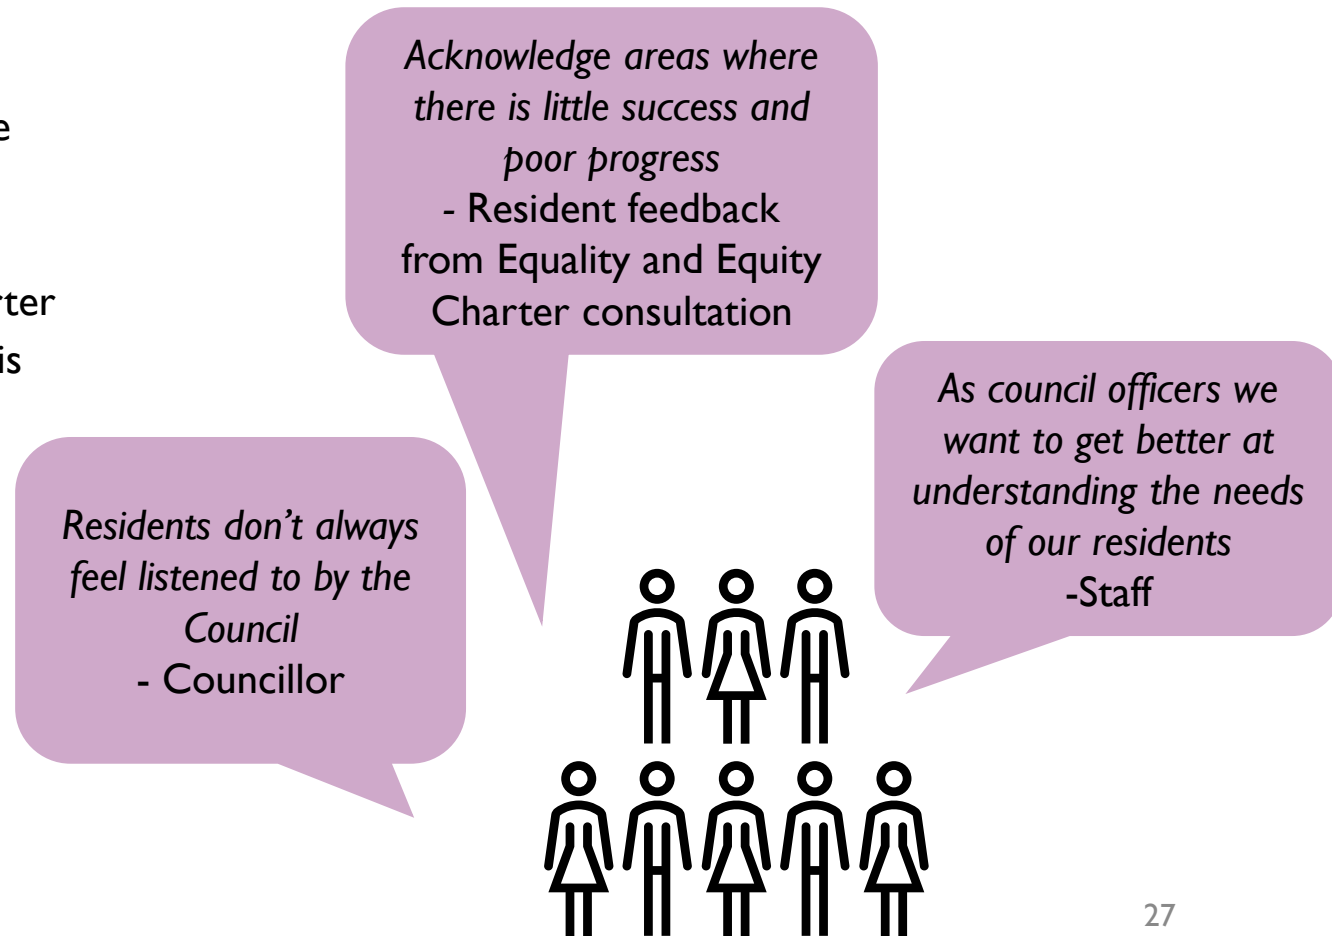 e
rter
is
Acknowledge areas where
there is little success and
poor progress
- Resident feedback
from Equality and Equity
Charter consultation
As council officers we
want to get better at
understanding the needs
of our residents
-Staff
Residents don’t always
feel listened to by the
Council
- Councillor
27